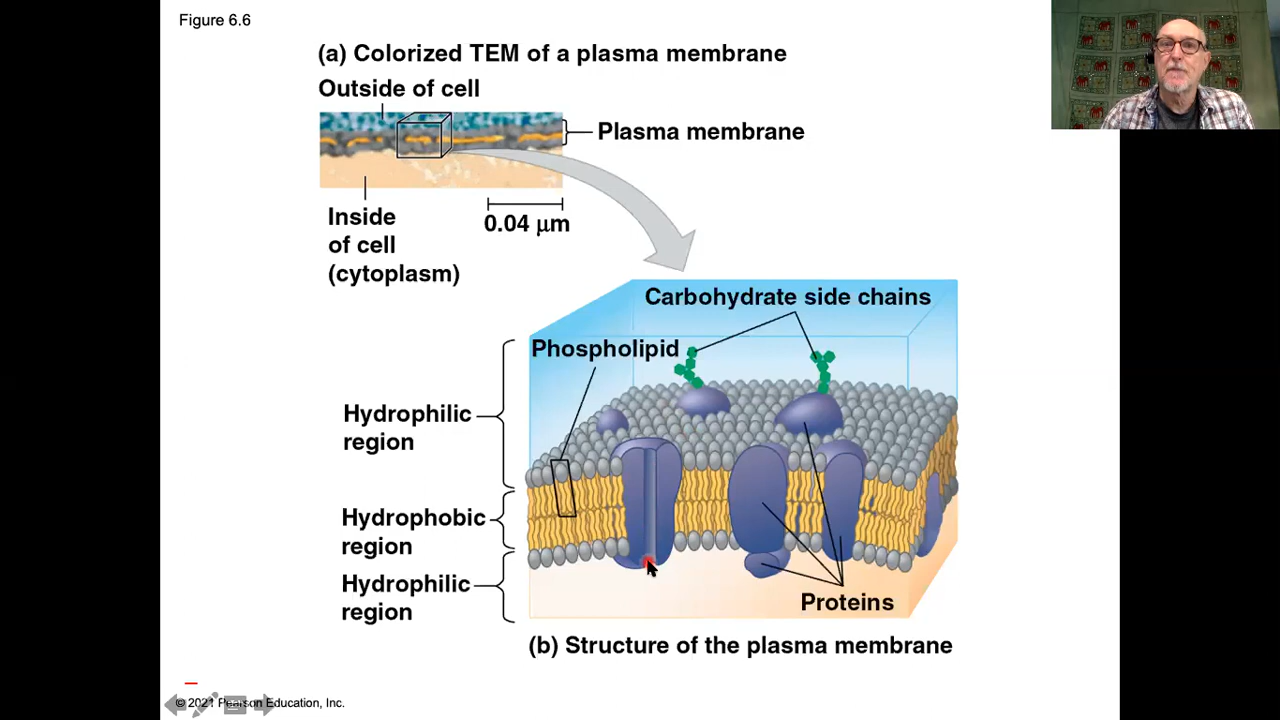 Figure 6.6
(a) Colorized TEM of a plasma membrane
Outside of cell
Plasma membrane
Inside
of cell
(cytoplasm)
0.04 μm
Carbohydrate side chains
Phospholipid
Hydrophilic
region
Hydrophobic
region
Hydrophilic
region
Proteins
(b) Structure of the plasma membrane
© 2021 Pearson Education, Inc.